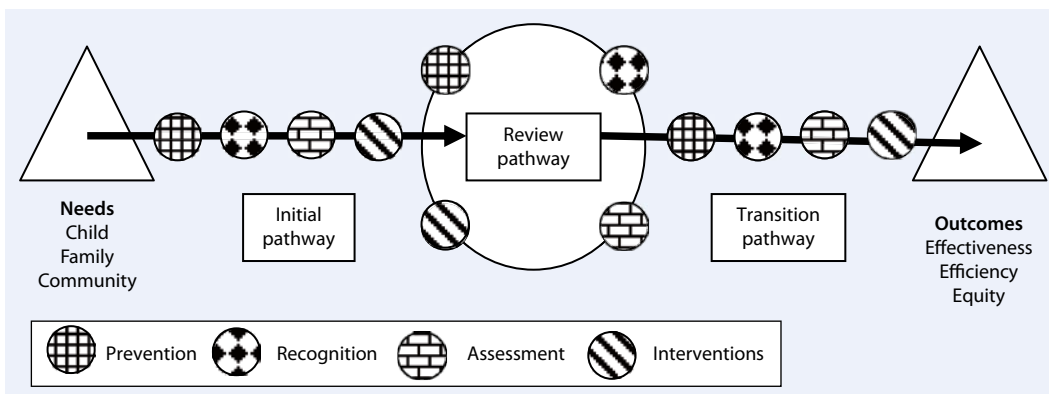 Review
pathway
Needs
Child
Family
Community
Initial
pathway
Transition
pathway
Outcomes
Effectiveness
Efficiency
Equity
Prevention
Recognition
Assessment
Interventions